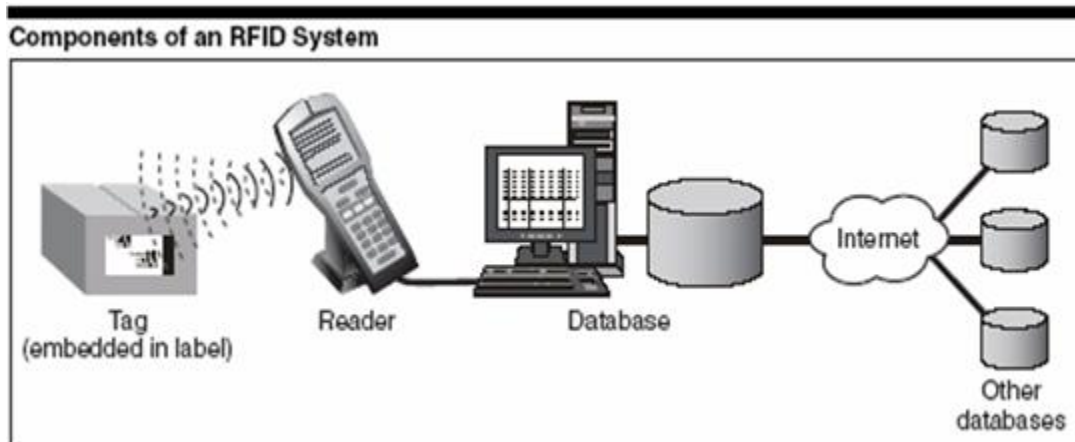 Components of an RFID System
Internet
Tag
(embedded in label)
Reader
Database
Other
databases